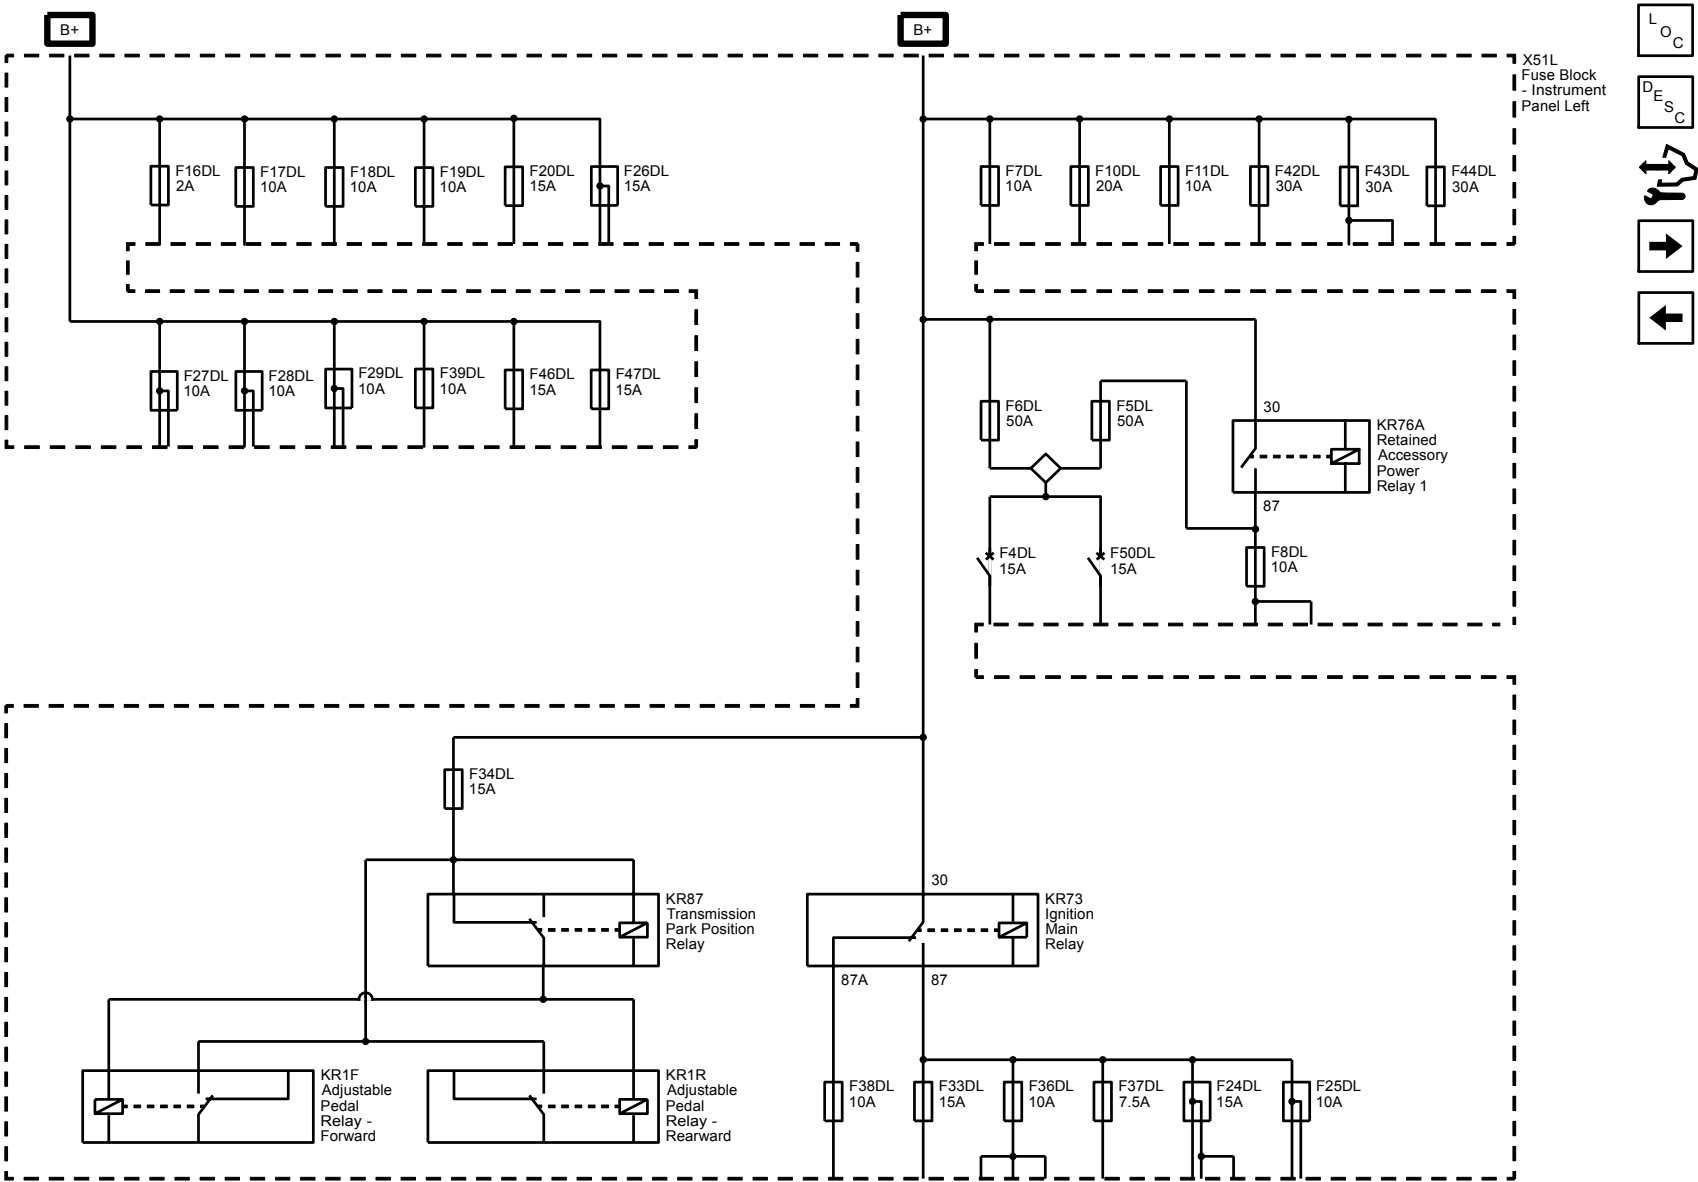 B+
B+
L
O
C
D
E
S
C
X51L
Fuse Block
- Instrument
Panel Left
F16DL
2A
F17DL
10A
F18DL
10A
F19DL
10A
F20DL
15A
F26DL
15A
F7DL
10A
F10DL
20A
F11DL
10A
F42DL
30A
F43DL
30A
F44DL
30A
F27DL
10A
F28DL
10A
F29DL
10A
F39DL
10A
F46DL
15A
F47DL
15A
F6DL
50A
F5DL
50A
30
KR76A
Retained
Accessory
Power
Relay 1
87
F4DL
15A
F50DL
15A
F8DL
10A
F34DL
15A
KR87
Transmission
Park Position
Relay
30
KR73
Ignition
Main
Relay
87A
87
KR1F
Adjustable
Pedal
Relay -
Forward
KR1R
Adjustable
Pedal
Relay -
Rearward
F38DL
10A
F33DL
15A
F36DL
10A
F37DL
7.5A
F24DL
15A
F25DL
10A